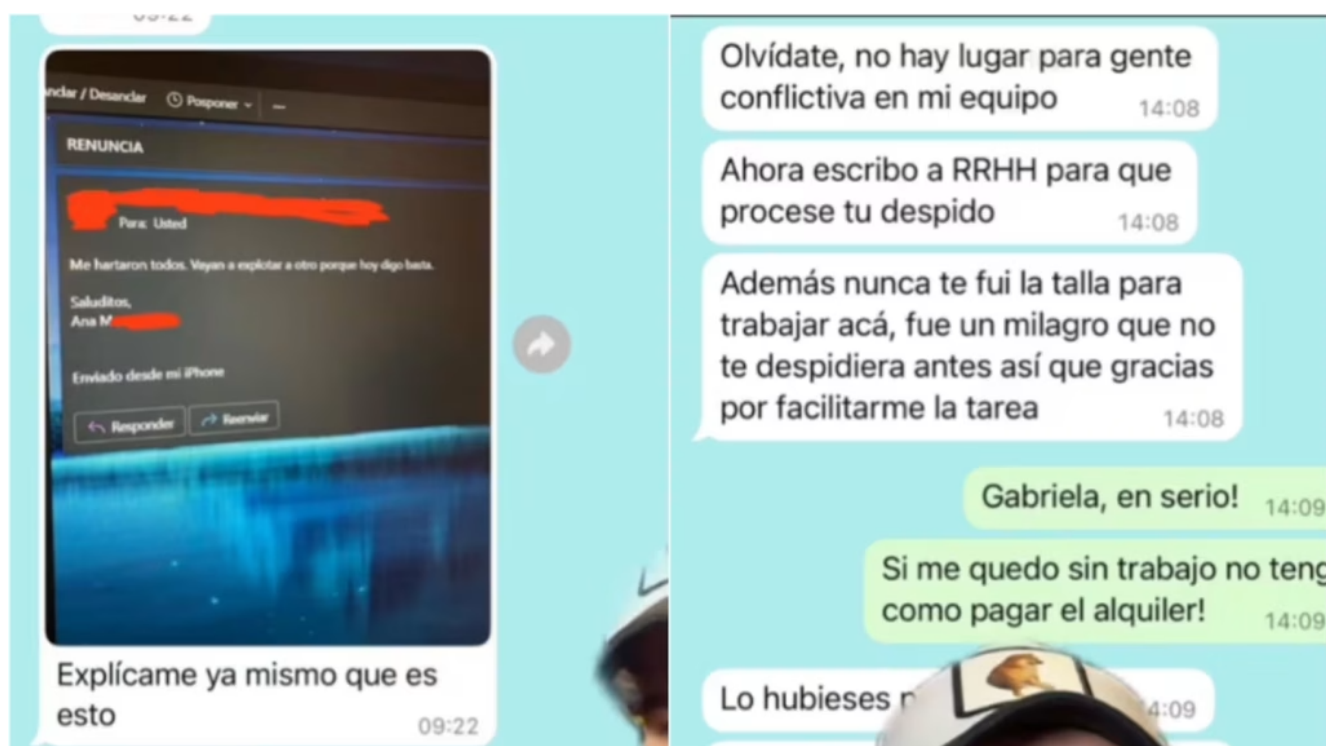 09:22
Posponer
RENUNCIA
Para: Usted
Me hartaron todos. Vayan a explotar a otro porque hoy digo basta.
Saluditos,
Ana M
Enviado desde mi iPhone
Responder
Reenviar
Explícame ya mismo que es
esto
09:22
Olvídate, no hay lugar para gente
conflictiva en mi equipo
14:08
Ahora escribo a RRHH para que
procese tu despido
14:08
Además nunca te fui la talla para
trabajar acá, fue un milagro que no
te despidiera antes así que gracias
por facilitarme la tarea
14:08
Gabriela, en serio!
14:09
Si me quedo sin trabajo no teng
como pagar el alquiler!
14:09
Lo hubieses
4:09